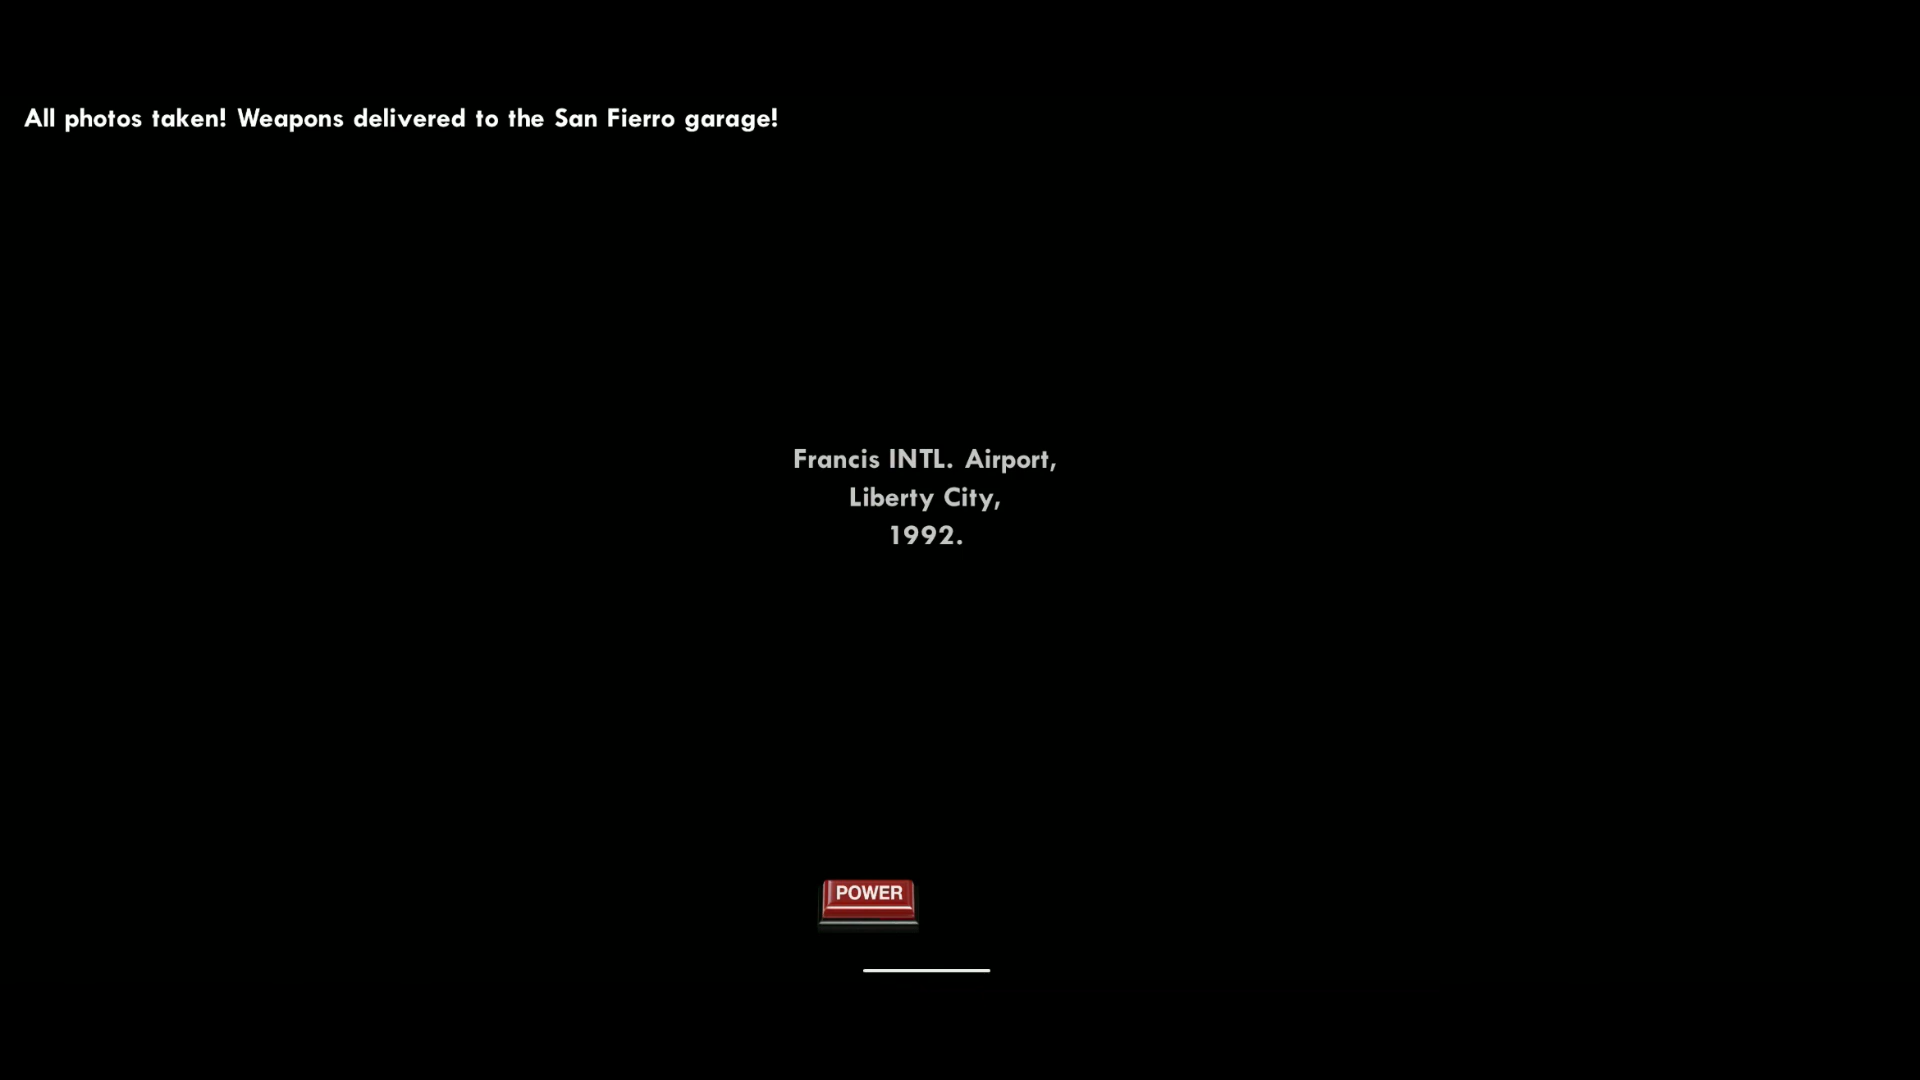 All photos taken! Weapons delivered to the San Fierro garage!
Francis INTL. Airport,
Liberty City,
1992.
POWER